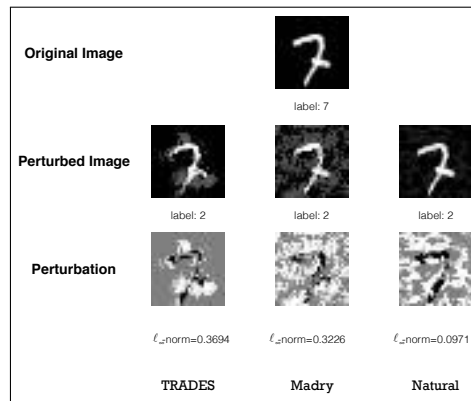 Original Image
label: 7
Perturbed Image
label: 2 label: 2 label: 2
Perturbation
ℓ∞-norm=0.3694 ℓ∞-norm=0.3226 ℓ∞-norm=0.0971
TRADES Madry Natural